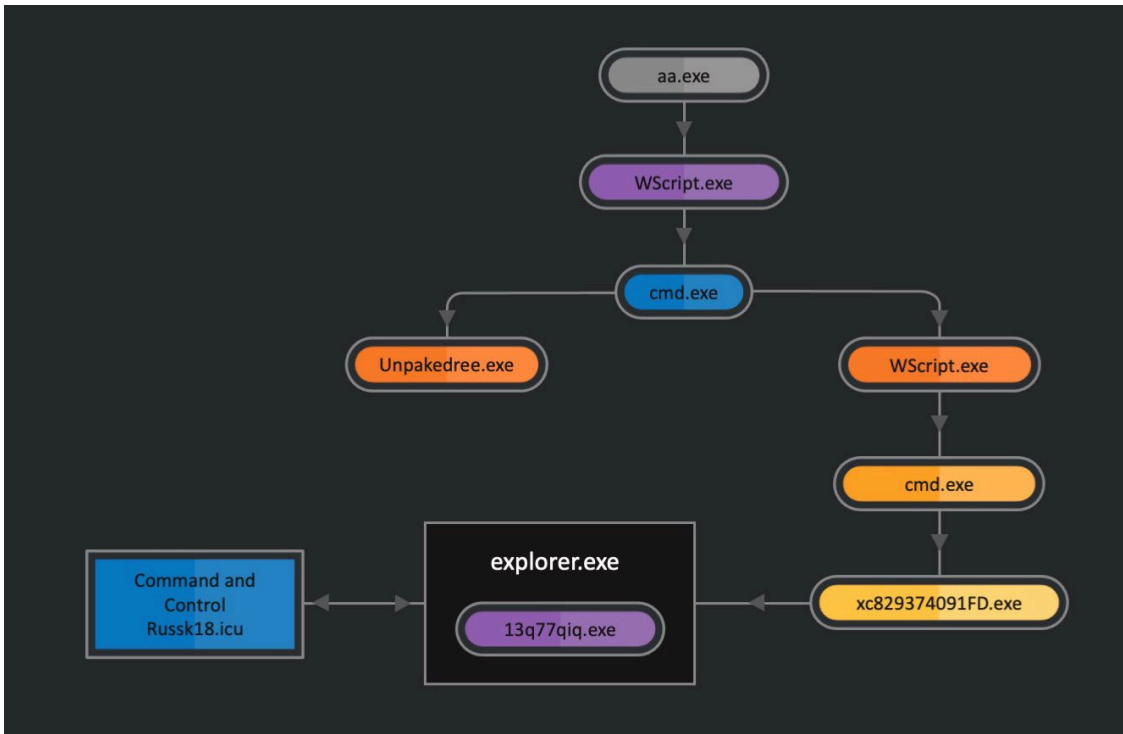 aa.exe
WScript.exe
cmd.exe
Unpakedree.exe
WScript.exe
cmd.exe
explorer.exe
Command and
Control
Russk18.icu
13q77qiq.exe
xc829374091FD.exe